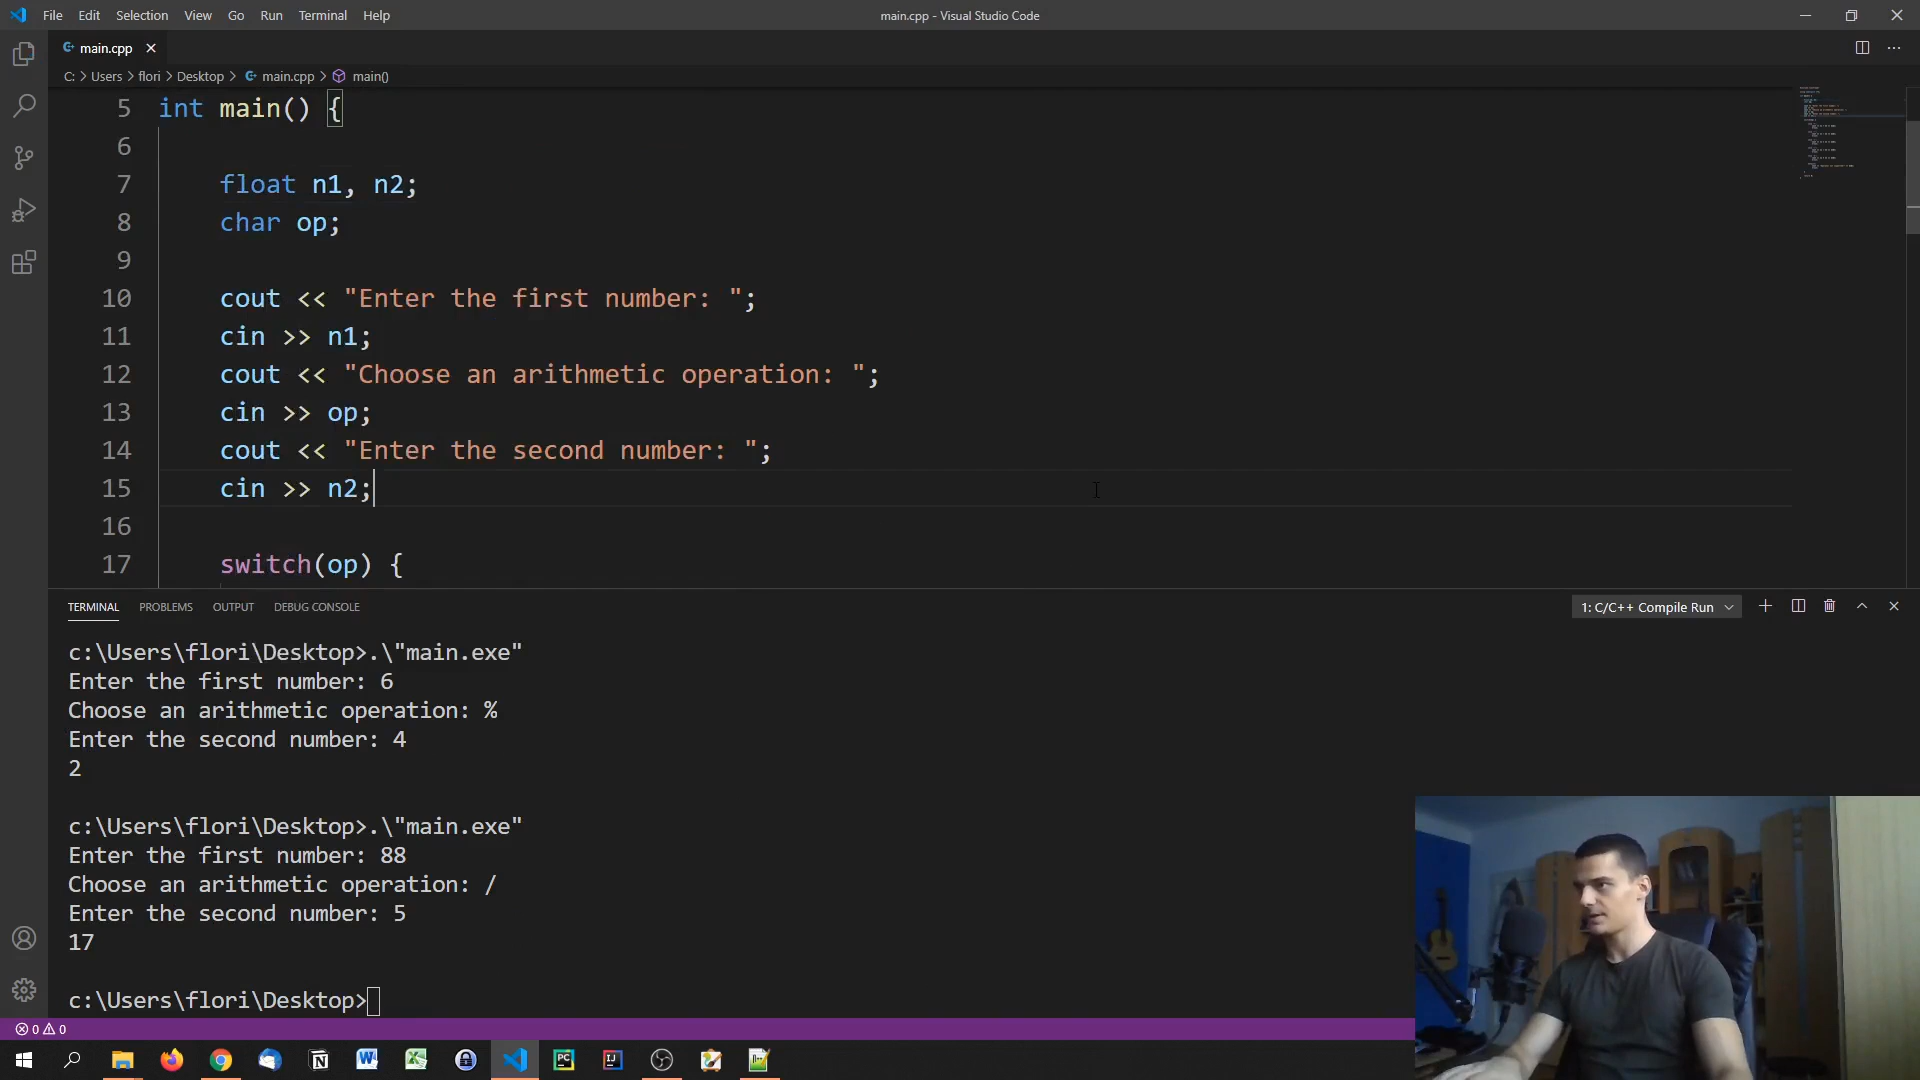 File Edit Selection View Go Run Terminal Help
main.cpp - Visual Studio Code
main.cpp
C: > Users > flori > Desktop > main.cpp > main()
5 int main() {
6
7 float n1, n2;
8 char op;
9
10 cout << "Enter the first number: ";
11 cin >> n1;
12 cout << "Choose an arithmetic operation: ";
13 cin >> op;
14 cout << "Enter the second number: ";
15 cin >> n2;
16
17 switch(op) {
TERMINAL PROBLEMS OUTPUT DEBUG CONSOLE
1: C/C++ Compile Run
c:\Users\flori\Desktop>.\"main.exe"
Enter the first number: 6
Choose an arithmetic operation: %
Enter the second number: 4
2
c:\Users\flori\Desktop>.\"main.exe"
Enter the first number: 88
Choose an arithmetic operation: /
Enter the second number: 5
17
c:\Users\flori\Desktop>
0 0